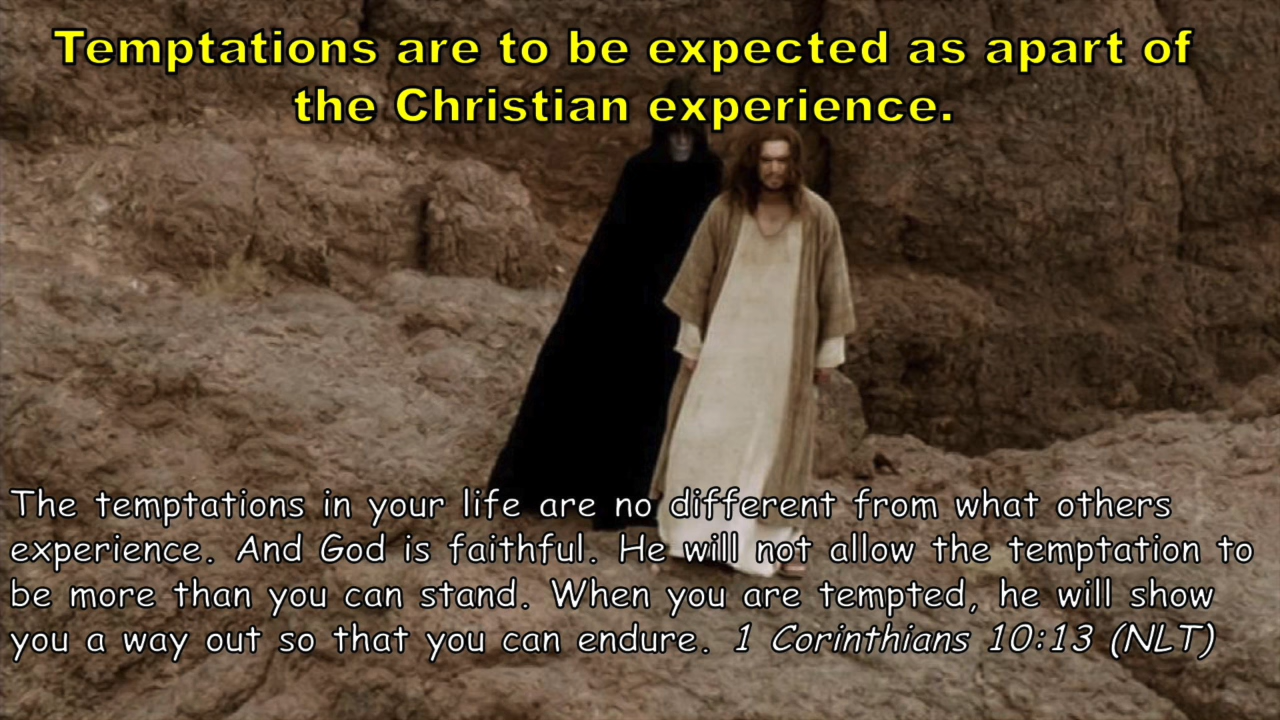 Temptations are to be expected as apart of
the Christian experience.
The temptations in your life are no different from what others
experience. And God is faithful. He will not allow the temptation to
be more than you can stand. When you are tempted, he will show
you a way out so that you can endure. 1 Corinthians 10:13 (NLT)